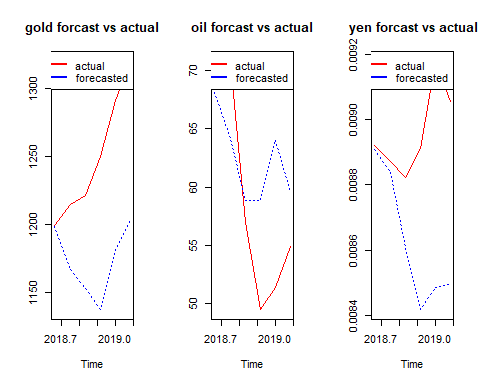 gold forcast vs actual
actual
forecasted
1300
1250
1200
1150
2018.7
2019.0
Time
oil forcast vs actual
actual
forecasted
70
65
60
55
50
2018.7
2019.0
Time
yen forcast vs actual
actual
forecasted
0.0092
0.0090
0.0088
0.0086
0.0084
2018.7
2019.0
Time